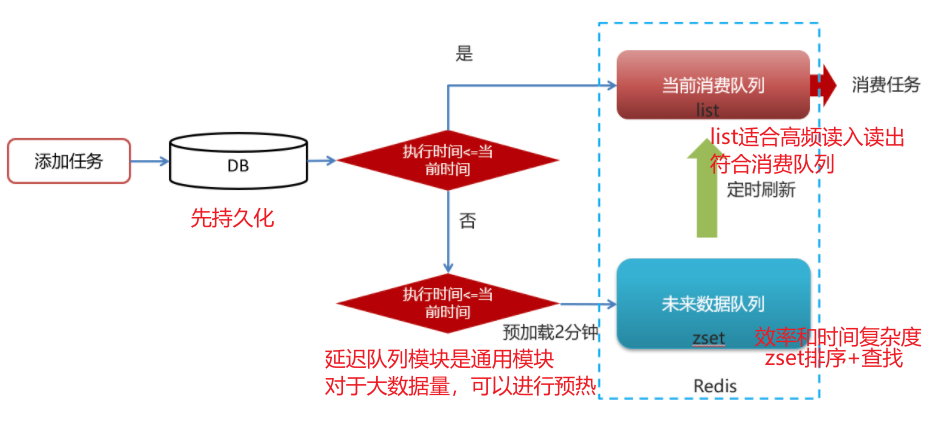 是
当前消费队列
list
消费任务
list适合高频读入读出
符合消费队列
添加任务
DB
执行时间<=当
前时间
先持久化
否
定时刷新
执行时间<=当
前时间
预加载2分钟
未来数据队列
zset
效率和时间复杂度
zset排序+查找
延迟队列模块是通用模块
对于大数据量，可以进行预热
Redis